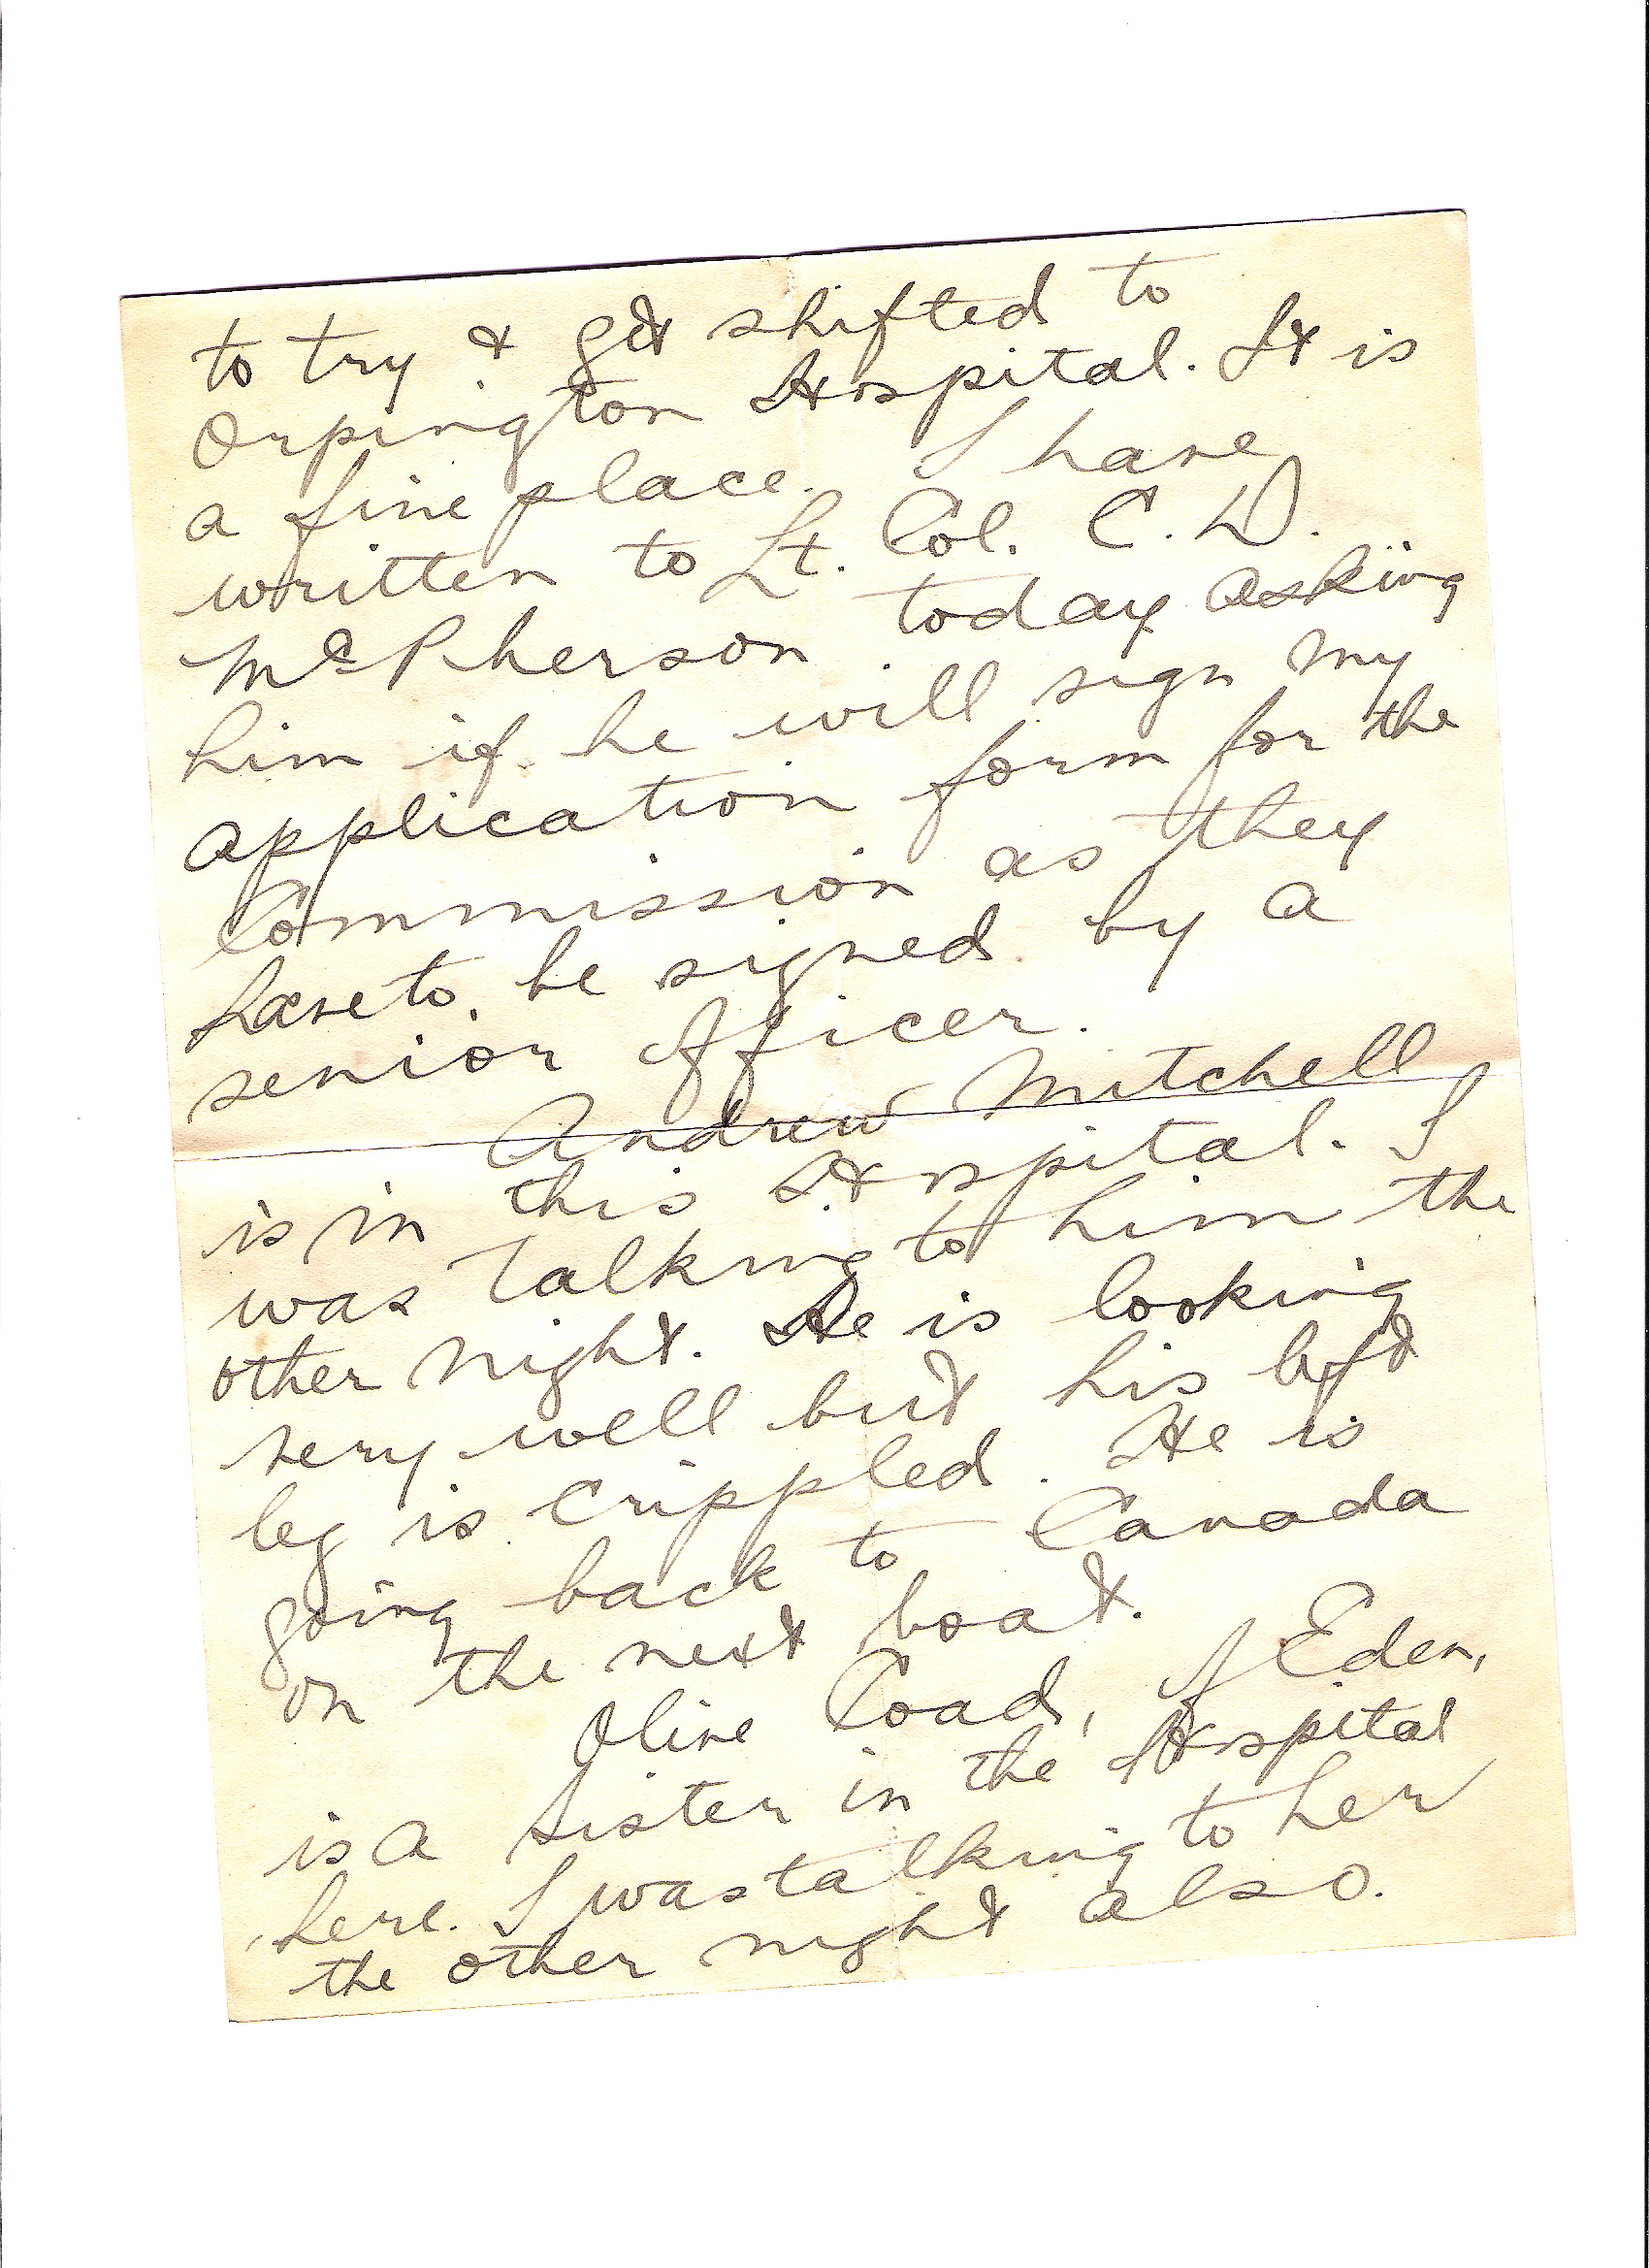 to try & get shifted to
Orpington Hospital. It is
a fine place. I have
written to Lt. Col. C. D.
McPherson today asking
him if he will sign my
application form for the
Commission as they
have to be signed by a
senior officer.
Andrew Mitchell
is in this Hospital. I
was talking to him the
other night. He is looking
very well but his left
leg is crippled. He is
going back to Canada
on the next boat.
Olive Coad, of Eden,
is a Sister in the Hospital
here. I was talking to her
the other night also.